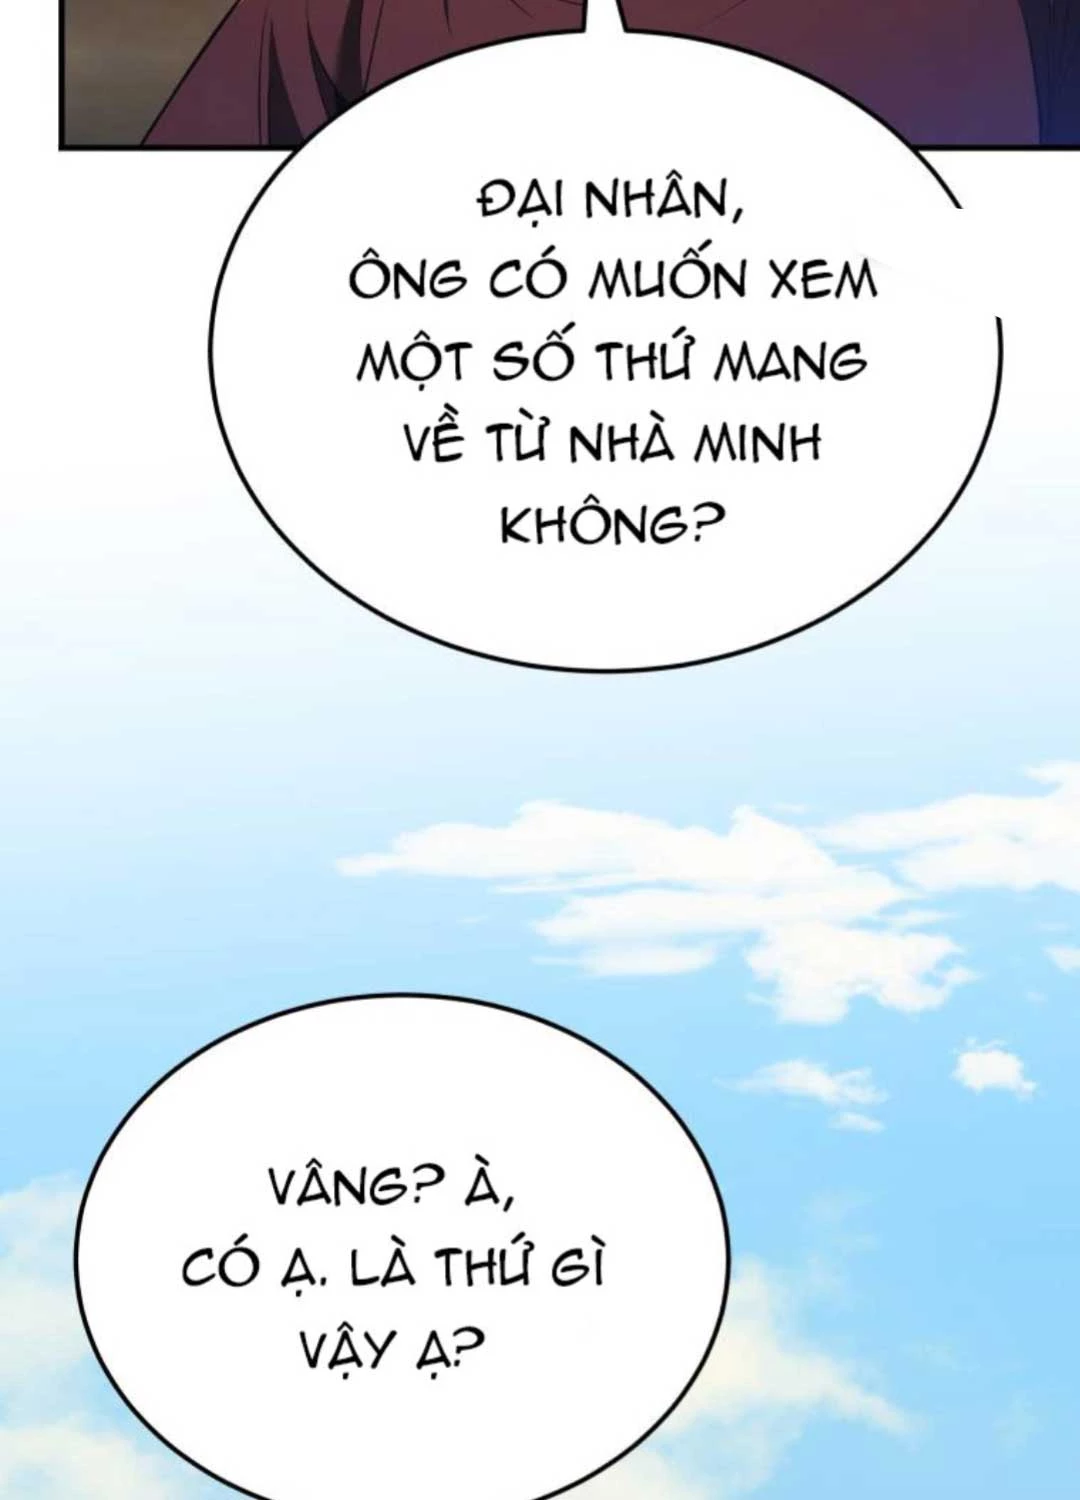 ĐẠI NHÂN,
ÔNG CÓ MUỐN XEM
MỘT SỐ THỨ MANG
VỀ TỪ NHÀ MINH
KHÔNG?
VÂNG? À,
CÓ Ạ. LÀ THỨ GÌ
VẬY Ạ?